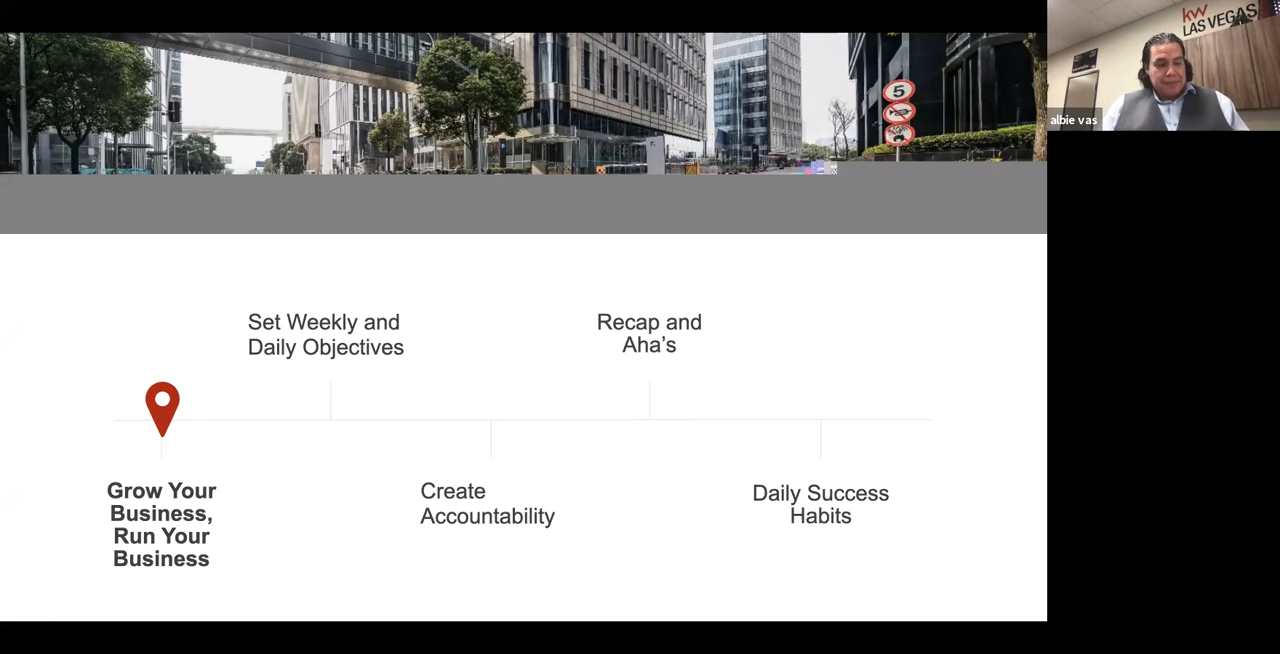 kw
LAS VEGAS
albie vas
5
Set Weekly and
Daily Objectives
Recap and
Aha's
Grow Your
Business,
Run Your
Business
Create
Accountability
Daily Success
Habits